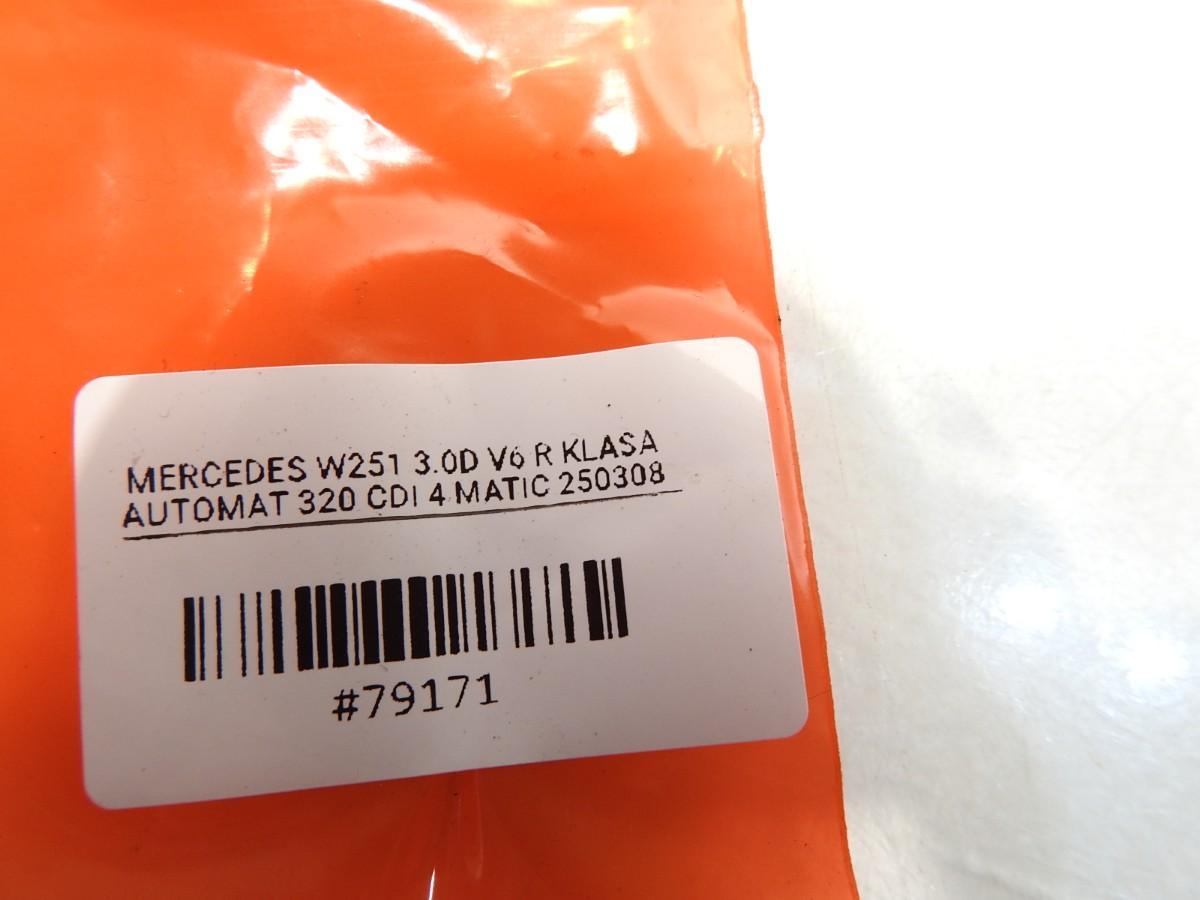 MERCEDES W251 3.0D V6 R KLASA
AUTOMAT 320 CDI 4 MATIC 250308
#79171